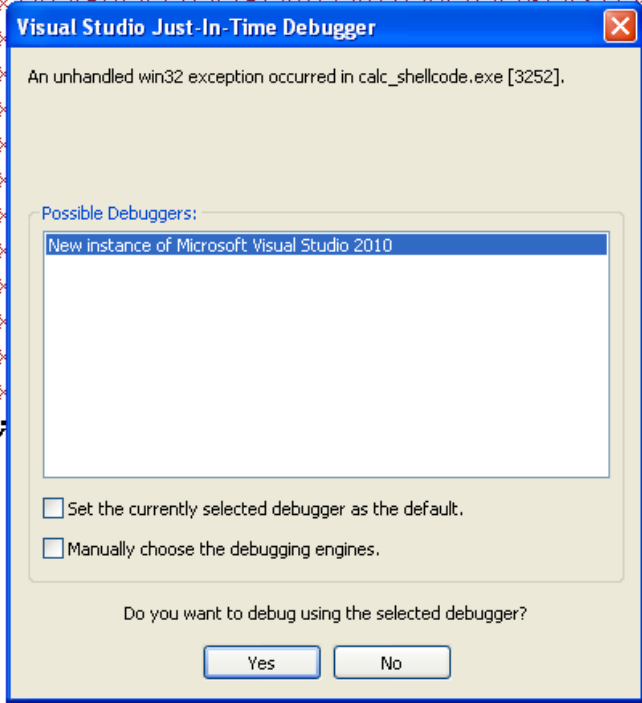 Visual Studio Just-In-Time Debugger
An unhandled win32 exception occurred in calc_shellcode.exe [3252].
Possible Debuggers:
New instance of Microsoft Visual Studio 2010
Set the currently selected debugger as the default.
Manually choose the debugging engines.
Do you want to debug using the selected debugger?
Yes
No